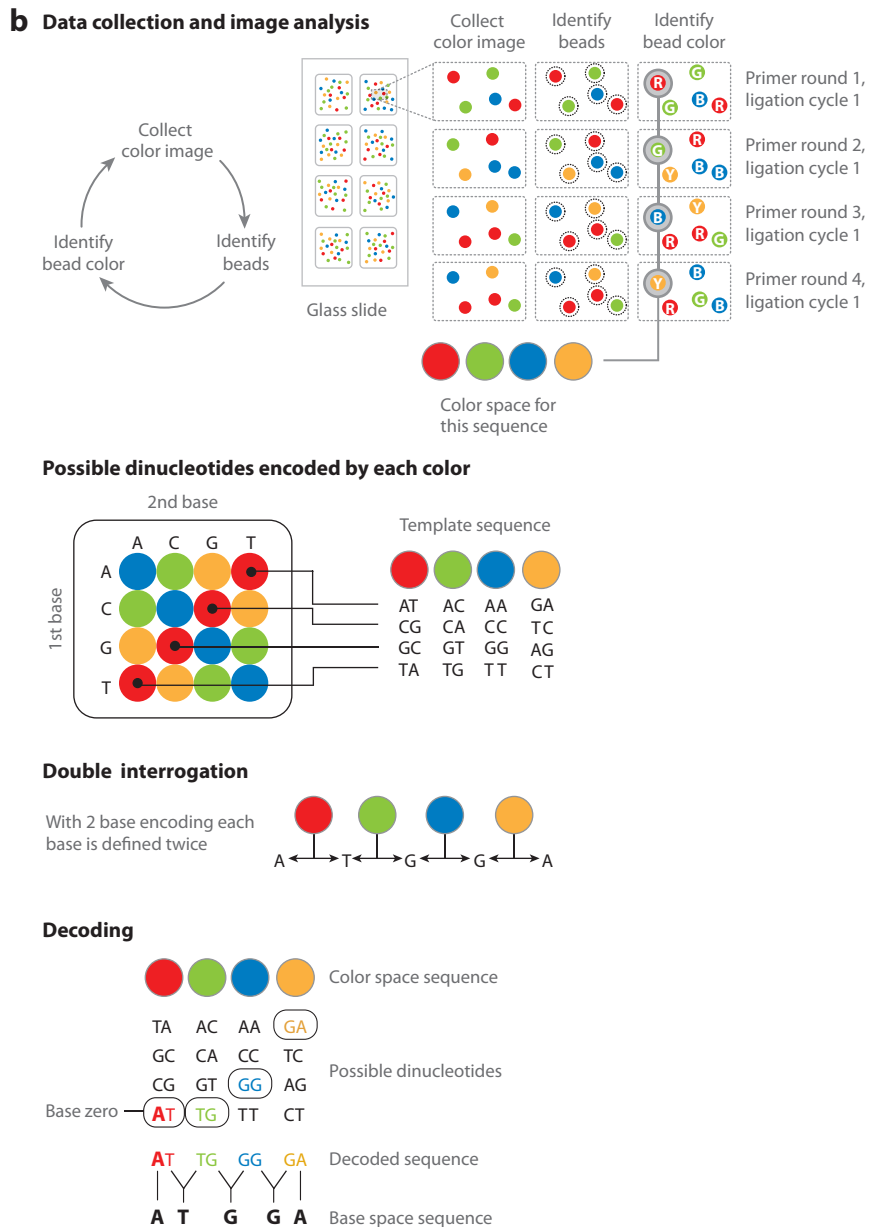 b Data collection and image analysis
Collect
color image
Identify
beads
Identify
bead color
Collect
color image
Identify
beads
Identify
bead color
Glass slide
R G G B R
Primer round 1,
ligation cycle 1
G R Y B B
Primer round 2,
ligation cycle 1
B Y R R G
Primer round 3,
ligation cycle 1
Y B R G B
Primer round 4,
ligation cycle 1
Color space for
this sequence
Possible dinucleotides encoded by each color
2nd base
A C G T
1st base
A
C
G
T
Template sequence
AT AC AA GA
CG CA CC TC
GC GT GG AG
TA TG TT CT
Double interrogation
With 2 base encoding each
base is defined twice
A T G G A
Decoding
Color space sequence
TA AC AA GA
GC CA CC TC
Possible dinucleotides
CG GT GG AG
Base zero AT TG TT CT
AT TG GG GA Decoded sequence
A T G G A Base space sequence